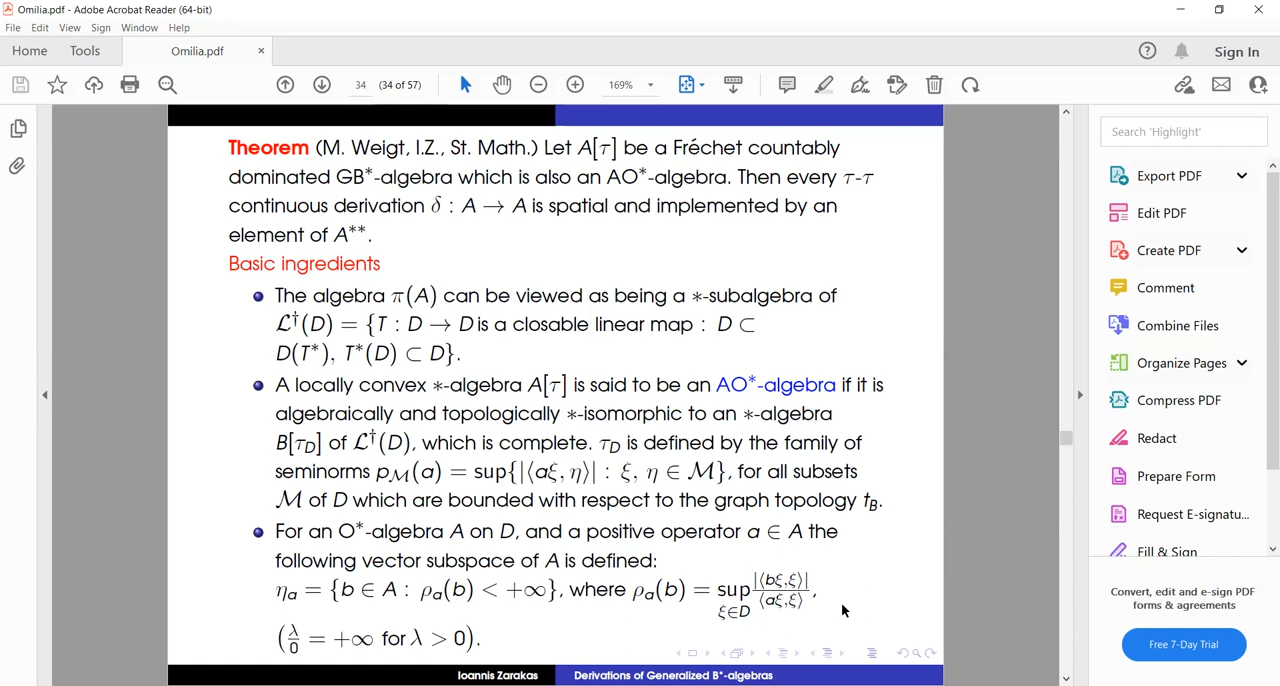 Omilia.pdf - Adobe Acrobat Reader (64-bit)
File Edit View Sign Window Help
Home Tools Omilia.pdf × Sign In
34 (34 of 57) 169%
Theorem (M. Weigt, I.Z., St. Math.) Let A[τ] be a Fréchet countably
dominated GB*-algebra which is also an AO*-algebra. Then every τ-τ
continuous derivation δ : A → A is spatial and implemented by an
element of A**.
Basic ingredients
The algebra π(A) can be viewed as being a ∗-subalgebra of
ℒ†(D) = {T : D → D is a closable linear map : D ⊂
D(T*), T*(D) ⊂ D}.
A locally convex ∗-algebra A[τ] is said to be an AO*-algebra if it is
algebraically and topologically ∗-isomorphic to an ∗-algebra
B[τ_D] of ℒ†(D), which is complete. τ_D is defined by the family of
seminorms p_ℳ(a) = sup{|⟨aξ, η⟩| : ξ, η ∈ ℳ}, for all subsets
ℳ of D which are bounded with respect to the graph topology t_B.
For an O*-algebra A on D, and a positive operator a ∈ A the
following vector subspace of A is defined:
η_a = {b ∈ A : ρ_a(b) < +∞}, where ρ_a(b) = sup_{ξ∈D} |⟨bξ,ξ⟩| / ⟨aξ,ξ⟩,
(λ/0 = +∞ for λ > 0).
Ioannis Zarakas Derivations of Generalized B*-algebras
Search 'Highlight'
Export PDF
Edit PDF
Create PDF
Comment
Combine Files
Organize Pages
Compress PDF
Redact
Prepare Form
Request E-signatu...
Fill & Sign
Convert, edit and e-sign PDF
forms & agreements
Free 7-Day Trial